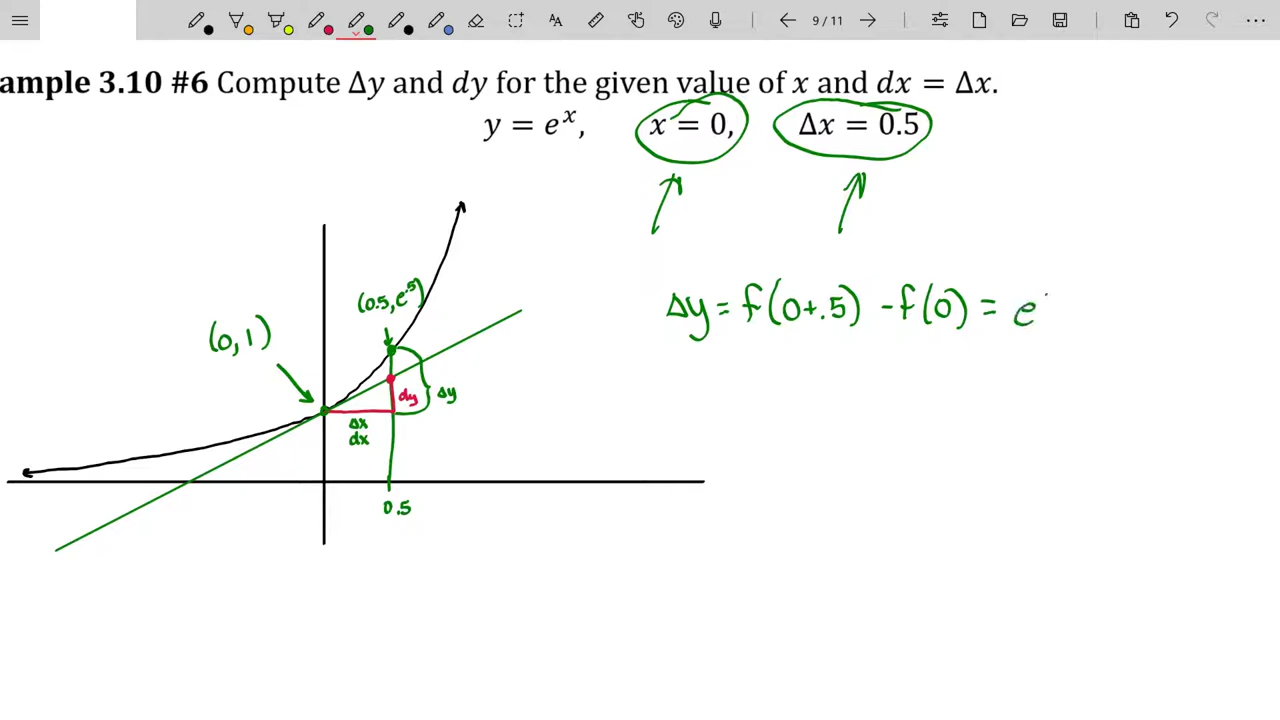 9 / 11
ample 3.10 #6 Compute Δy and dy for the given value of x and dx = Δx.
y = eˣ, x = 0, Δx = 0.5
(0.5, e^.5)
(0, 1)
Δy = f(0+.5) - f(0) = e
dy Δy
Δx
dx
0.5